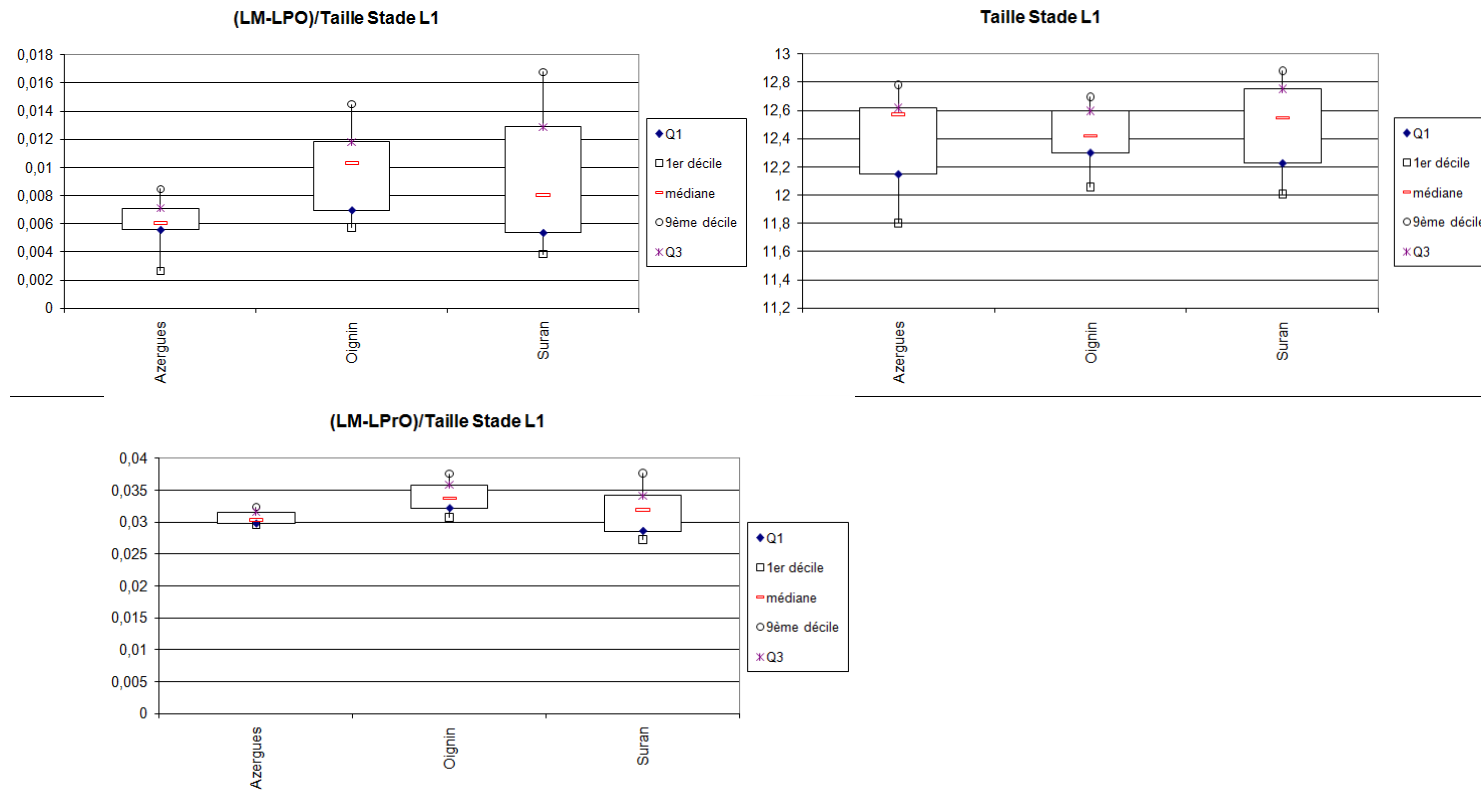 (LM-LPO)/Taille Stade L1
0,018
0,016
0,014
0,012
0,01
0,008
0,006
0,004
0,002
0
Azergues
Oignin
Suran
Q1
1er décile
médiane
9ème décile
Q3
Taille Stade L1
13
12,8
12,6
12,4
12,2
12
11,8
11,6
11,4
11,2
Azergues
Oignin
Suran
Q1
1er décile
médiane
9ème décile
Q3
(LM-LPrO)/Taille Stade L1
0,04
0,035
0,03
0,025
0,02
0,015
0,01
0,005
0
Azergues
Oignin
Suran
Q1
1er décile
médiane
9ème décile
Q3